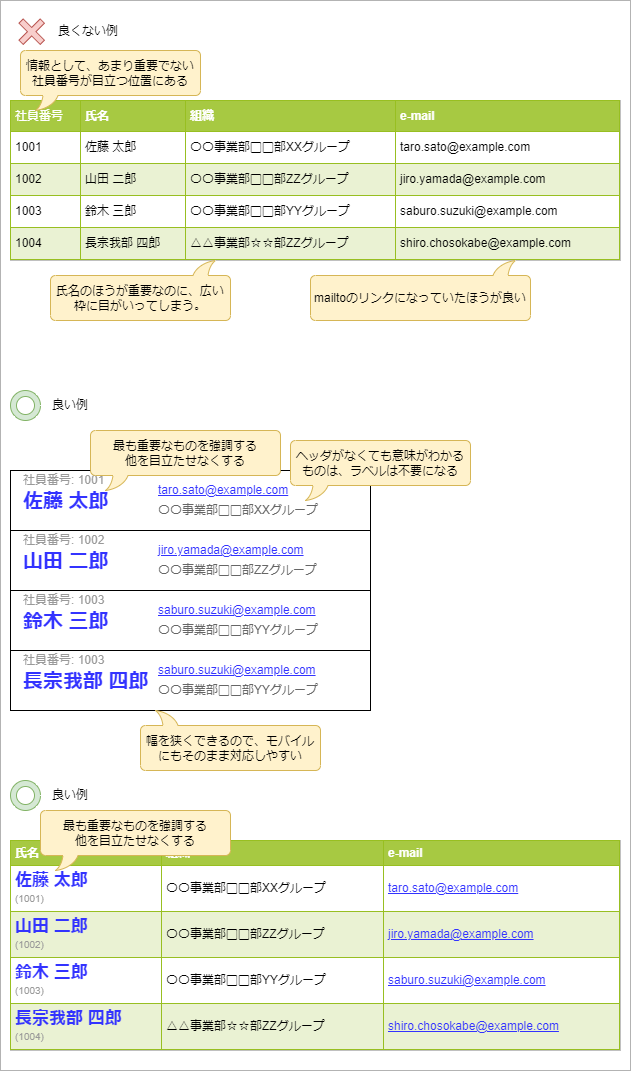 良くない例
情報として、あまり重要でない
社員番号が目立つ位置にある
社員番号 氏名 組織 e-mail
1001 佐藤 太郎 〇〇事業部□□部XXグループ taro.sato@example.com
1002 山田 二郎 〇〇事業部□□部ZZグループ jiro.yamada@example.com
1003 鈴木 三郎 〇〇事業部□□部YYグループ saburo.suzuki@example.com
1004 長宗我部 四郎 △△事業部☆☆部ZZグループ shiro.chosokabe@example.com
氏名のほうが重要なのに、広い
枠に目がいってしまう。
mailtoのリンクになっていたほうが良い
良い例
最も重要なものを強調する
他を目立たせなくする
ヘッダがなくても意味がわかる
ものは、ラベルは不要になる
社員番号: 1001
佐藤 太郎
taro.sato@example.com
〇〇事業部□□部XXグループ
社員番号: 1002
山田 二郎
jiro.yamada@example.com
〇〇事業部□□部ZZグループ
社員番号: 1003
鈴木 三郎
saburo.suzuki@example.com
〇〇事業部□□部YYグループ
社員番号: 1003
長宗我部 四郎
saburo.suzuki@example.com
〇〇事業部□□部YYグループ
幅を狭くできるので、モバイル
にもそのまま対応しやすい
良い例
最も重要なものを強調する
他を目立たせなくする
氏名 e-mail
佐藤 太郎
(1001)
〇〇事業部□□部XXグループ taro.sato@example.com
山田 二郎
(1002)
〇〇事業部□□部ZZグループ jiro.yamada@example.com
鈴木 三郎
(1003)
〇〇事業部□□部YYグループ saburo.suzuki@example.com
長宗我部 四郎
(1004)
△△事業部☆☆部ZZグループ shiro.chosokabe@example.com